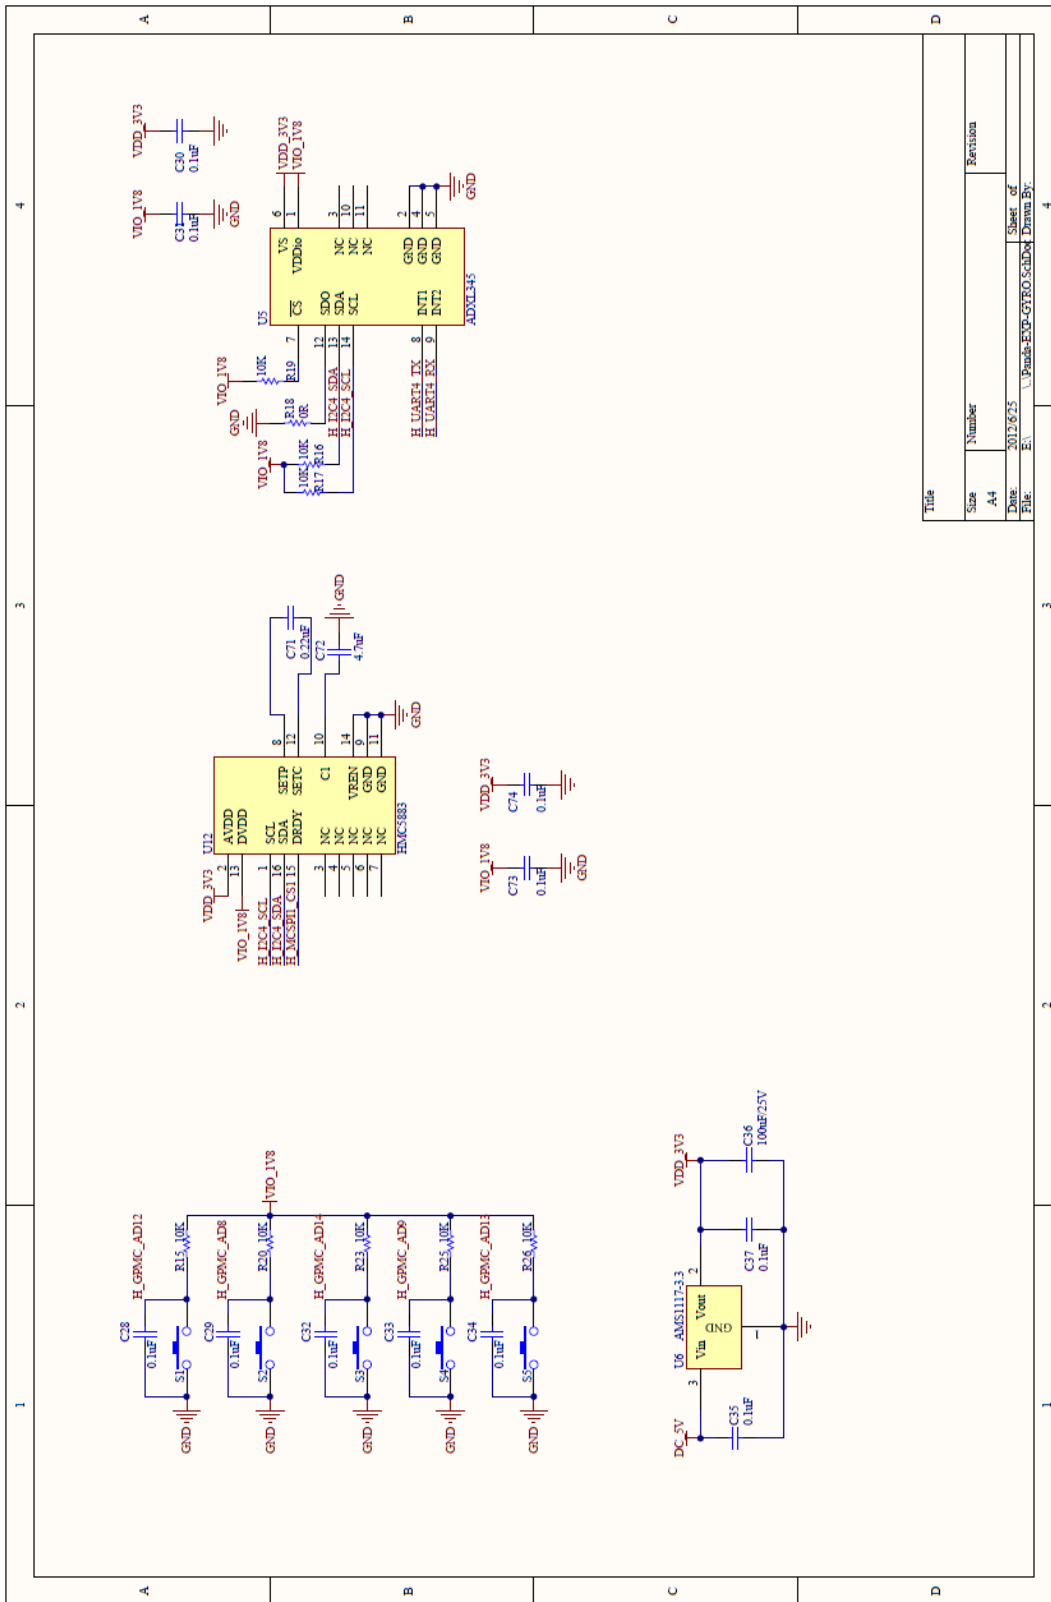 1
2
3
4
A
A
B
B
C
C
D
D
1
2
3
4
H_GPMC_AD12
C28
0.1uF
R15 10K
S1
GND
VIO_1V8
H_GPMC_AD8
C29
0.1uF
R20 10K
S2
GND
H_GPMC_AD14
C32
0.1uF
R23 10K
S3
GND
H_GPMC_AD9
C33
0.1uF
R25 10K
S4
GND
H_GPMC_AD13
C34
0.1uF
R26 10K
S5
GND
DC_5V
C35
0.1uF
U6 AMS1117-3.3
3
Vin
Vout
2
GND
1
VDD_3V3
C37
0.1uF
C36
100uF/25V
U12
VDD_3V3
2
AVDD
VIO_1V8
13
DVDD
H_I2C4_SCL
1
SCL
H_I2C4_SDA
16
SDA
H_MCSPI1_CS1
15
DRDY
3
NC
4
NC
5
NC
6
NC
7
NC
SETP
8
SETC
12
C1
10
VREN
14
GND
9
GND
11
HMC5883
GND
C71
0.22uF
C72
4.7uF
GND
VIO_1V8
C73
0.1uF
GND
VDD_3V3
C74
0.1uF
VIO_1V8
R17
10K
R16
10K
GND
R18
0R
VIO_1V8
R19
10K
H_I2C4_SDA
H_I2C4_SCL
H_UART4_TX
H_UART4_RX
U5
7
CS
12
SDO
13
SDA
14
SCL
8
INT1
9
INT2
VS
6
VDDio
1
NC
3
NC
10
NC
11
GND
2
GND
4
GND
5
ADXL345
VDD_3V3
VIO_1V8
GND
VIO_1V8
C31
0.1uF
GND
VDD_3V3
C30
0.1uF
Title
Size
A4
Number
Revision
Date:
2012/6/25
Sheet of
File:
E:\
..\Panda-EXP-GYRO.SchDoc
Drawn By: